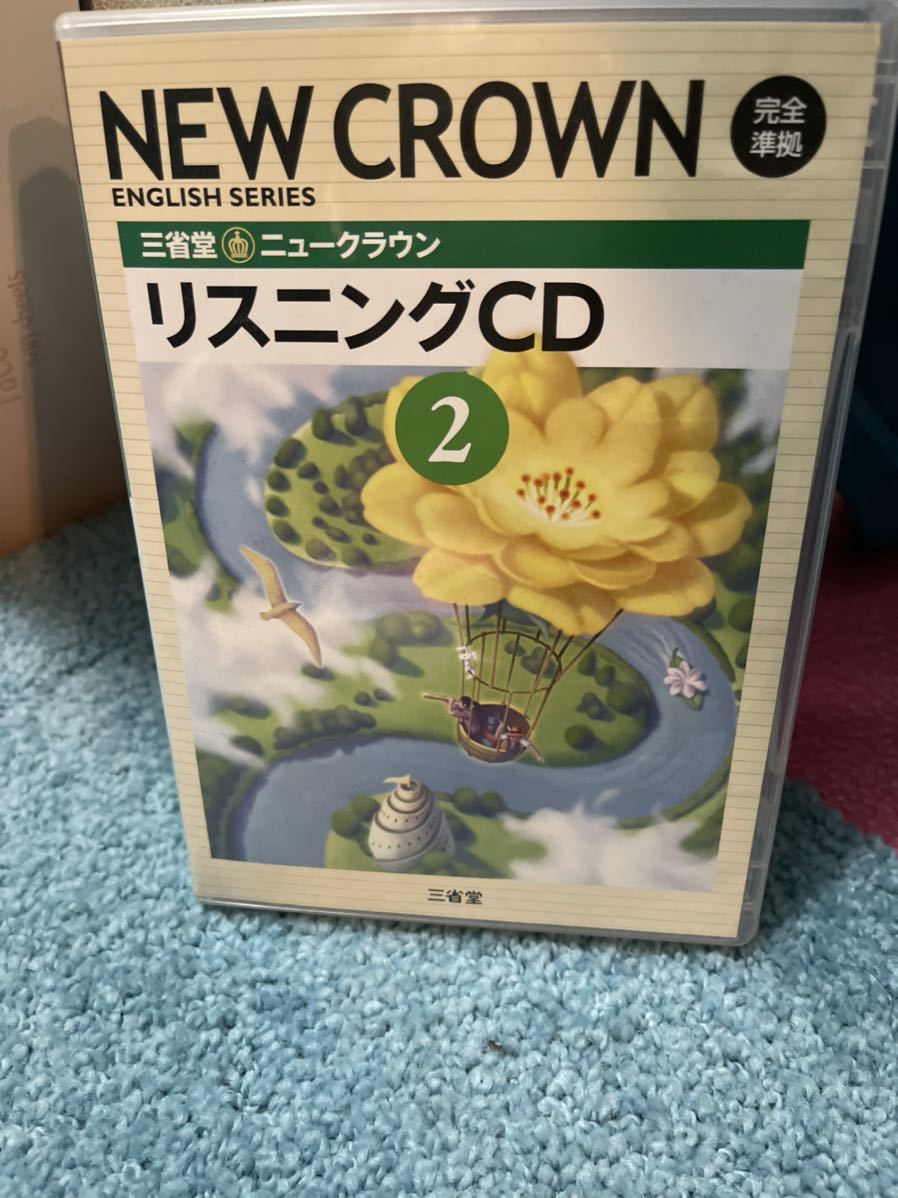 NEW CROWN
完全
準拠
ENGLISH SERIES
三省堂 ニュークラウン
リスニングCD
2
三省堂